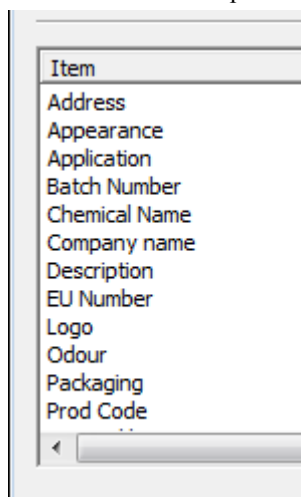 Item
Address
Appearance
Application
Batch Number
Chemical Name
Company name
Description
EU Number
Logo
Odour
Packaging
Prod Code